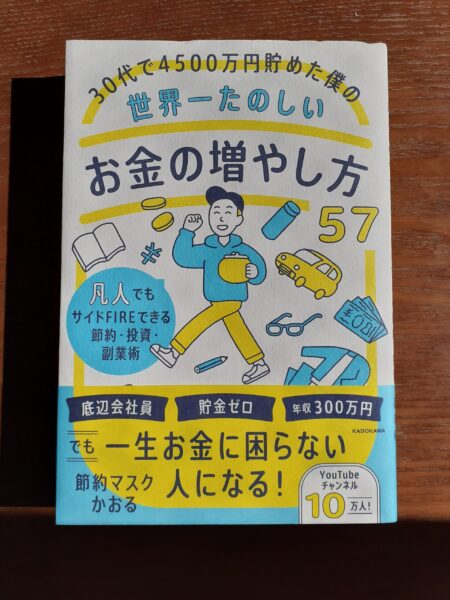 30代で4500万円貯めた僕の
世界一たのしい
お金の増やし方
57
凡人でも
サイドFIREできる
節約・投資・
副業術
底辺会社員
貯金ゼロ
年収300万円
KADOKAWA
でも 一生お金に困らない
人になる!
節約マスク
かおる
YouTube
チャンネル
10万人!